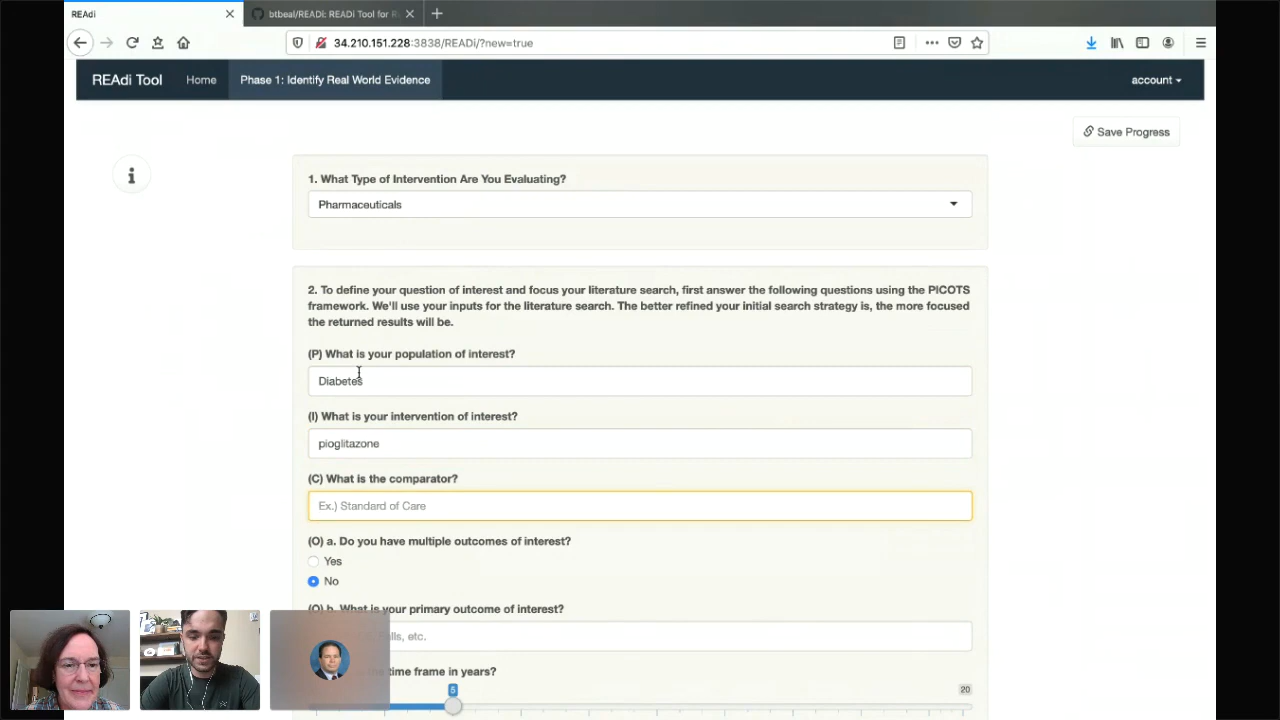 REAdi
btbeal/READi: READi Tool for R
34.210.151.228:3838/READi/?new=true
REAdi Tool
Home
Phase 1: Identify Real World Evidence
account
Save Progress
1. What Type of Intervention Are You Evaluating?
Pharmaceuticals
2. To define your question of interest and focus your literature search, first answer the following questions using the PICOTS
framework. We'll use your inputs for the literature search. The better refined your initial search strategy is, the more focused
the returned results will be.
(P) What is your population of interest?
Diabetes
(I) What is your intervention of interest?
pioglitazone
(C) What is the comparator?
Ex.) Standard of Care
(O) a. Do you have multiple outcomes of interest?
Yes
No
(O) b. What is your primary outcome of interest?
Falls, etc.
time frame in years?
5
20